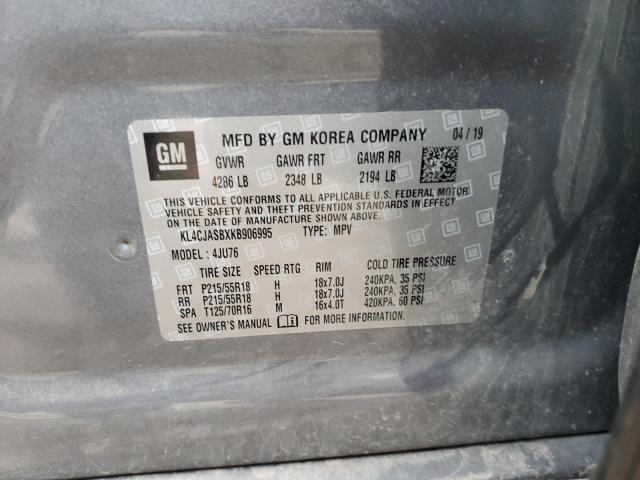 GM MFD BY GM KOREA COMPANY 04 / 19
GVWR GAWR FRT GAWR RR
4286 LB 2348 LB 2194 LB
THIS VEHICLE CONFORMS TO ALL APPLICABLE U.S. FEDERAL MOTOR
VEHICLE SAFETY, BUMPER, AND THEFT PREVENTION STANDARDS IN EFFECT
ON THE DATE OF MANUFACTURE SHOWN ABOVE.
KL4CJASBXKB906995 TYPE: MPV
MODEL : 4JU76
TIRE SIZE SPEED RTG RIM COLD TIRE PRESSURE
FRT P215/55R18 H 18x7.0J 240KPA, 35 PSI
RR P215/55R18 H 18x7.0J 240KPA, 35 PSI
SPA T125/70R16 M 16x4.0T 420KPA, 60 PSI
SEE OWNER'S MANUAL FOR MORE INFORMATION.